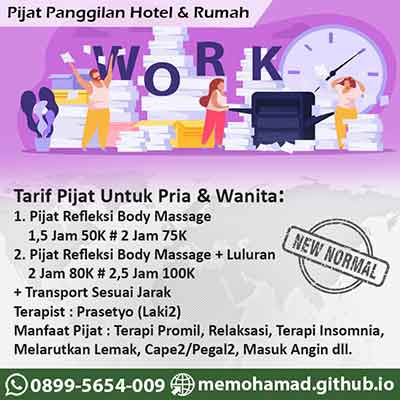 Pijat Panggilan Hotel & Rumah
WORK
Tarif Pijat Untuk Pria & Wanita:
1. Pijat Refleksi Body Massage
1,5 Jam 50K # 2 Jam 75K
2. Pijat Refleksi Body Massage + Luluran
2 Jam 80K # 2,5 Jam 100K
+ Transport Sesuai Jarak
Terapist : Prasetyo (Laki2)
Manfaat Pijat : Terapi Promil, Relaksasi, Terapi Insomnia,
Melarutkan Lemak, Cape2/Pegal2, Masuk Angin dll.
NEW NORMAL
0899-5654-009 memohamad.github.io